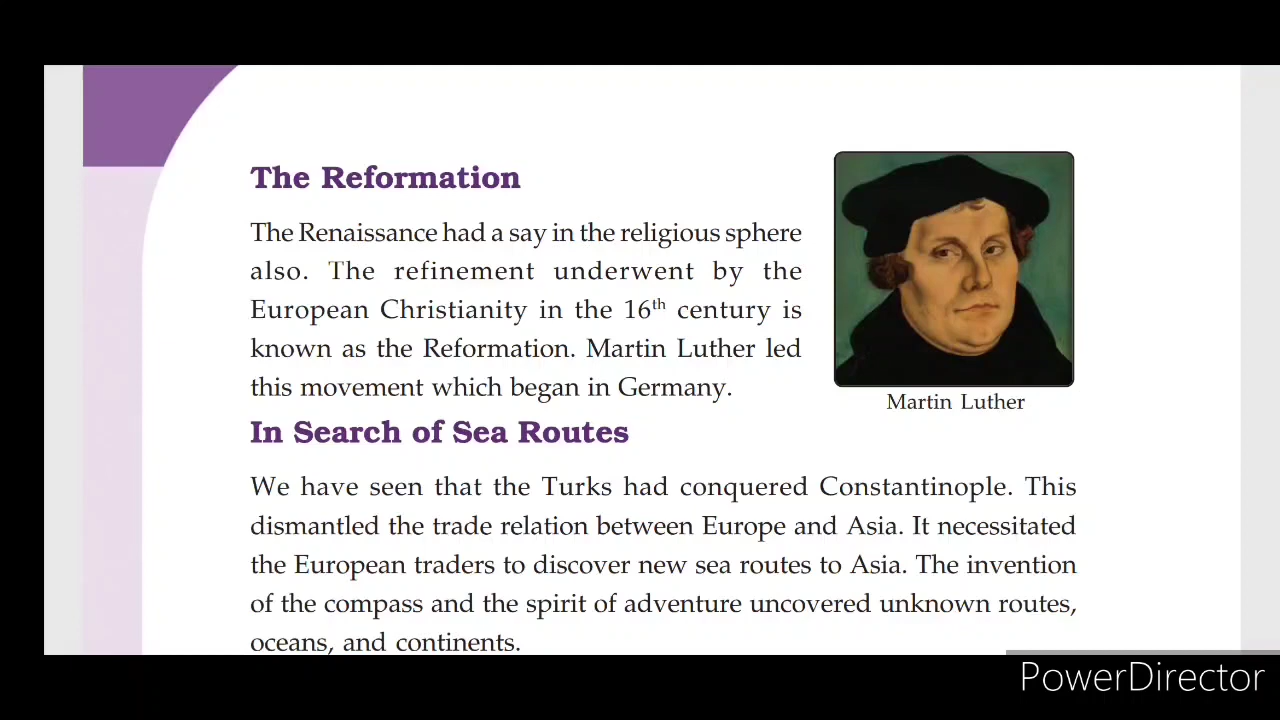 The Reformation
The Renaissance had a say in the religious sphere
also. The refinement underwent by the
European Christianity in the 16th century is
known as the Reformation. Martin Luther led
this movement which began in Germany.
Martin Luther
In Search of Sea Routes
We have seen that the Turks had conquered Constantinople. This
dismantled the trade relation between Europe and Asia. It necessitated
the European traders to discover new sea routes to Asia. The invention
of the compass and the spirit of adventure uncovered unknown routes,
oceans, and continents.
PowerDirector